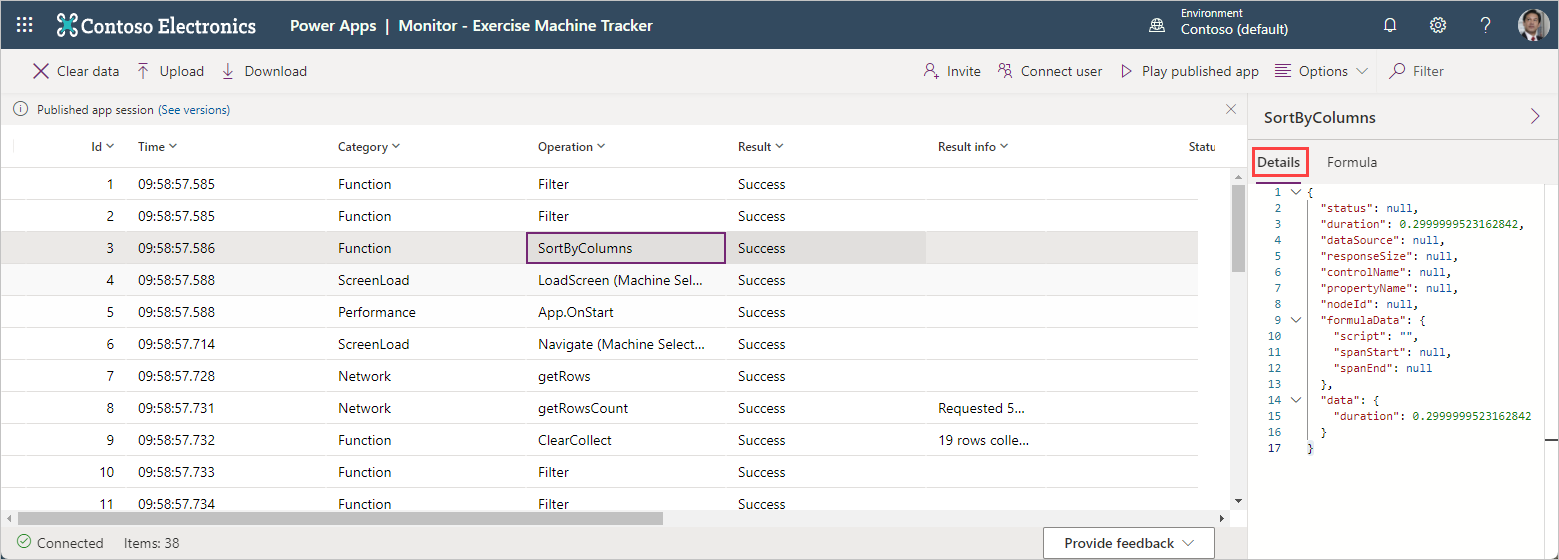 Contoso Electronics Power Apps | Monitor - Exercise Machine Tracker Environment Contoso (default) ?
Clear data Upload Download Invite Connect user Play published app Options Filter
Published app session (See versions)
Id Time Category Operation Result Result info Statu
1 09:58:57.585 Function Filter Success
2 09:58:57.585 Function Filter Success
3 09:58:57.586 Function SortByColumns Success
4 09:58:57.588 ScreenLoad LoadScreen (Machine Sel... Success
5 09:58:57.588 Performance App.OnStart Success
6 09:58:57.714 ScreenLoad Navigate (Machine Select... Success
7 09:58:57.728 Network getRows Success
8 09:58:57.731 Network getRowsCount Success Requested 5...
9 09:58:57.732 Function ClearCollect Success 19 rows colle...
10 09:58:57.733 Function Filter Success
11 09:58:57.734 Function Filter Success
Connected Items: 38 Provide feedback
SortByColumns
Details Formula
1 {
2 "status": null,
3 "duration": 0.2999999523162842,
4 "dataSource": null,
5 "responseSize": null,
6 "controlName": null,
7 "propertyName": null,
8 "nodeId": null,
9 "formulaData": {
10 "script": "",
11 "spanStart": null,
12 "spanEnd": null
13 },
14 "data": {
15 "duration": 0.2999999523162842
16 }
17 }